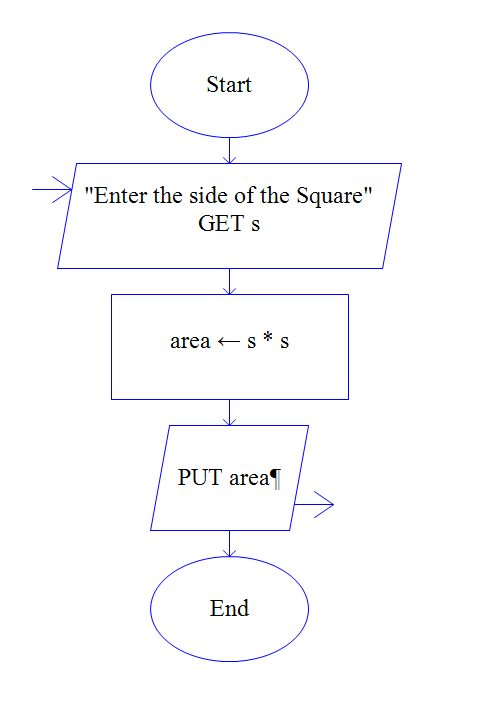 Start
"Enter the side of the Square"
GET s
area ← s * s
PUT area¶
End